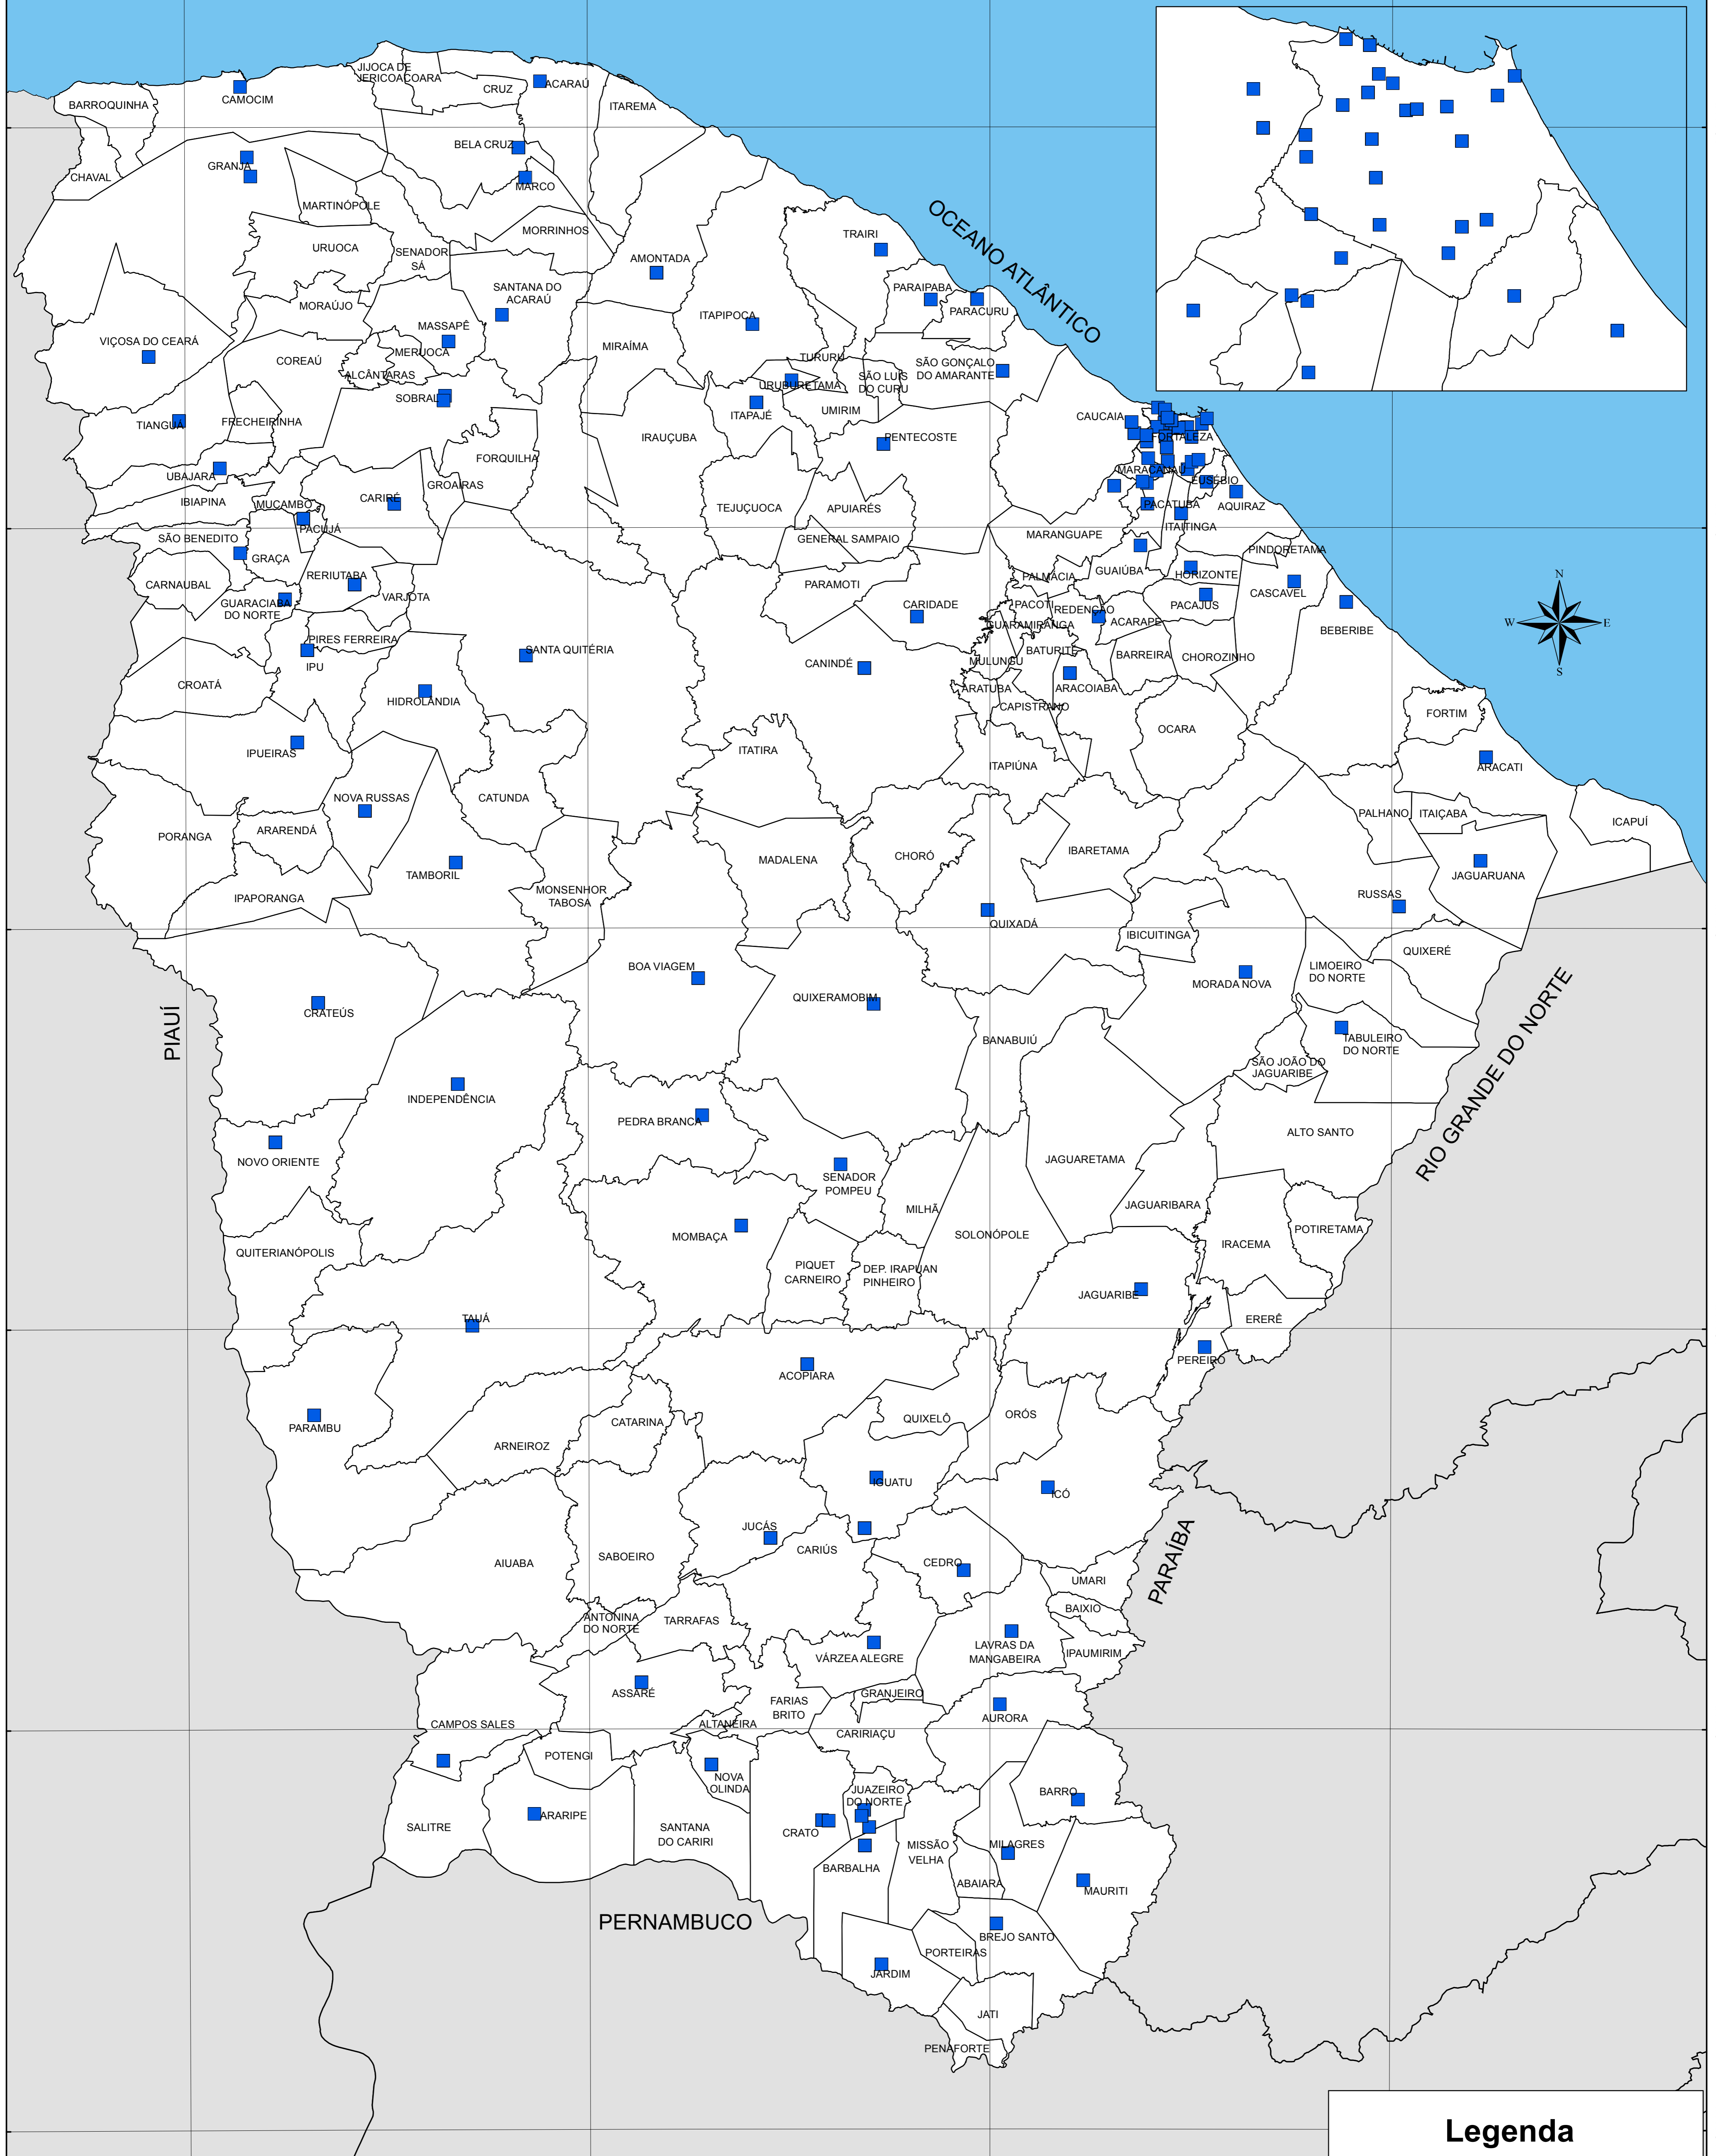 JIJOCA DE
JERICOACOARA
CRUZ
ACARAÚ
CAMOCIM
BARROQUINHA
ITAREMA
BELA CRUZ
GRANJA
CHAVAL
MARCO
MARTINÓPOLE
MORRINHOS
TRAIRI
OCEANO ATLÂNTICO
URUOCA
SENADOR
SÁ
AMONTADA
SANTANA DO
ACARAÚ
PARAIPABA
MORAÚJO
PARACURU
ITAPIPOCA
MASSAPÊ
VIÇOSA DO CEARÁ
MIRAÍMA
MERUOCA
TURURU
COREAÚ
SÃO GONÇALO
DO AMARANTE
ALCÂNTARAS
SÃO LUIS
DO CURU
URUBURETAMA
SOBRAL
UMIRIM
ITAPAJÉ
CAUCAIA
FRECHEIRINHA
TIANGUÁ
IRAUÇUBA
PENTECOSTE
FORTALEZA
FORQUILHA
MARACANAÚ
UBAJARA
GROAÍRAS
EUSÉBIO
CARIRÉ
IBIAPINA
MUCAMBO
TEJUÇUOCA
APUIARÉS
PACATUBA
AQUIRAZ
PACUJÁ
ITAITINGA
SÃO BENEDITO
GENERAL SAMPAIO
MARANGUAPE
PINDORETAMA
GRAÇA
GUAIÚBA
RERIUTABA
PALMÁCIA
HORIZONTE
CARNAUBAL
PARAMOTI
VARJOTA
CASCAVEL
GUARACIABA
DO NORTE
CARIDADE
PACOTI
REDENÇÃO
PACAJUS
N
W
E
S
GUARAMIRANGA
ACARAPE
BEBERIBE
PIRES FERREIRA
SANTA QUITÉRIA
BATURITÉ
BARREIRA
CHOROZINHO
IPU
CANINDÉ
MULUNGU
CROATÁ
ARATUBA
ARACOIABA
HIDROLÂNDIA
CAPISTRANO
FORTIM
OCARA
IPUEIRAS
ITATIRA
ITAPIÚNA
ARACATI
NOVA RUSSAS
CATUNDA
PALHANO
ITAIÇABA
ICAPUÍ
PORANGA
ARARENDÁ
IBARETAMA
MADALENA
CHORÓ
TAMBORIL
JAGUARUANA
MONSENHOR
TABOSA
RUSSAS
IPAPORANGA
QUIXADÁ
IBICUITINGA
QUIXERÉ
BOA VIAGEM
LIMOEIRO
DO NORTE
MORADA NOVA
QUIXERAMOBIM
CRATEÚS
PIAUÍ
BANABUIÚ
TABULEIRO
DO NORTE
SÃO JOÃO DO
JAGUARIBE
RIO GRANDE DO NORTE
INDEPENDÊNCIA
PEDRA BRANCA
ALTO SANTO
NOVO ORIENTE
JAGUARETAMA
SENADOR
POMPEU
JAGUARIBARA
MILHÃ
POTIRETAMA
MOMBAÇA
SOLONÓPOLE
IRACEMA
QUITERIANÓPOLIS
PIQUET
CARNEIRO
DEP. IRAPUAN
PINHEIRO
JAGUARIBE
TAUÁ
ERERÊ
PEREIRO
ACOPIARA
PARAMBU
CATARINA
QUIXELÔ
ORÓS
ARNEIROZ
IGUATU
ICÓ
JUCÁS
CARIÚS
PARAÍBA
SABOEIRO
AIUABA
CEDRO
UMARI
BAIXIO
ANTONINA
DO NORTE
TARRAFAS
LAVRAS DA
MANGABEIRA
IPAUMIRIM
VÁRZEA ALEGRE
ASSARÉ
GRANJEIRO
FARIAS
BRITO
AURORA
CAMPOS SALES
ALTANEIRA
CARIRIAÇU
POTENGI
NOVA
OLINDA
JUAZEIRO
DO NORTE
BARRO
ARARIPE
SALITRE
SANTANA
DO CARIRI
CRATO
MISSÃO
VELHA
MILAGRES
BARBALHA
ABAIARA
MAURITI
PERNAMBUCO
BREJO SANTO
PORTEIRAS
JARDIM
JATI
PENAFORTE
Legenda